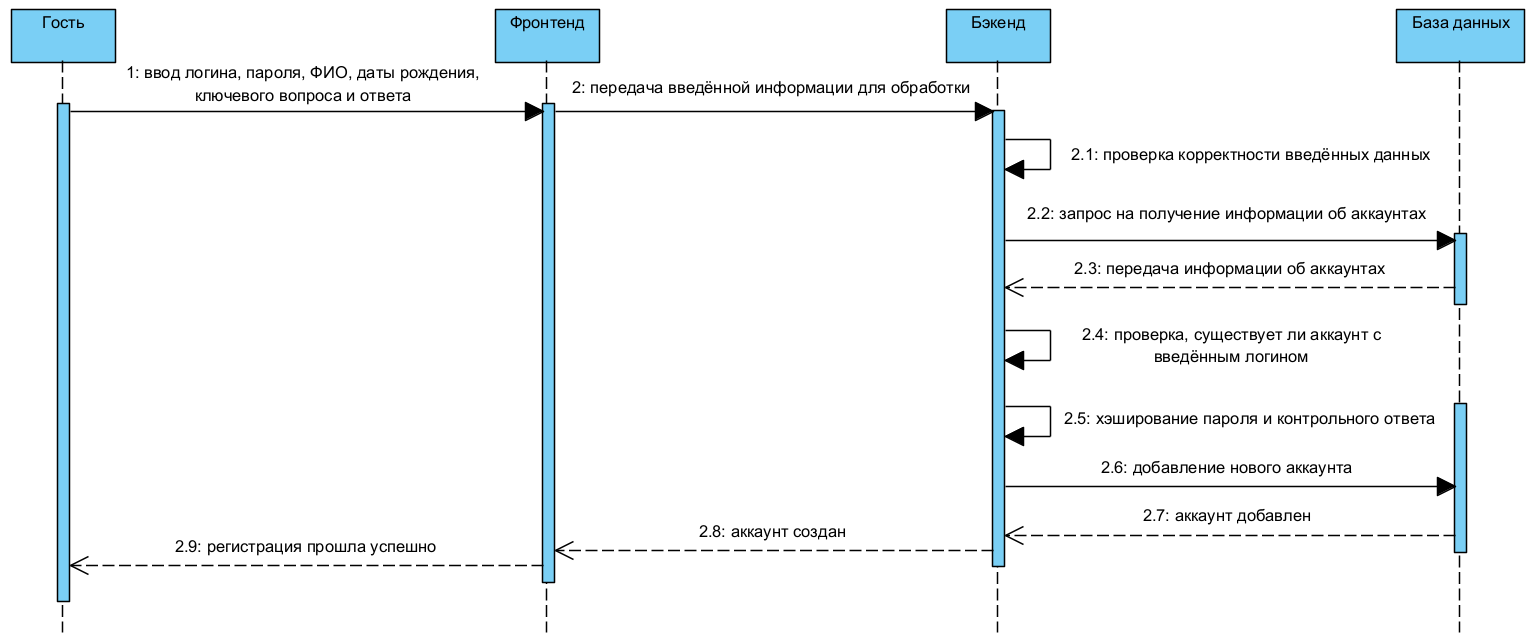 Гость
Фронтенд
Бэкенд
База данных
1: ввод логина, пароля, ФИО, даты рождения,
ключевого вопроса и ответа
2: передача введённой информации для обработки
2.1: проверка корректности введённых данных
2.2: запрос на получение информации об аккаунтах
2.3: передача информации об аккаунтах
2.4: проверка, существует ли аккаунт с
введённым логином
2.5: хэширование пароля и контрольного ответа
2.6: добавление нового аккаунта
2.7: аккаунт добавлен
2.8: аккаунт создан
2.9: регистрация прошла успешно